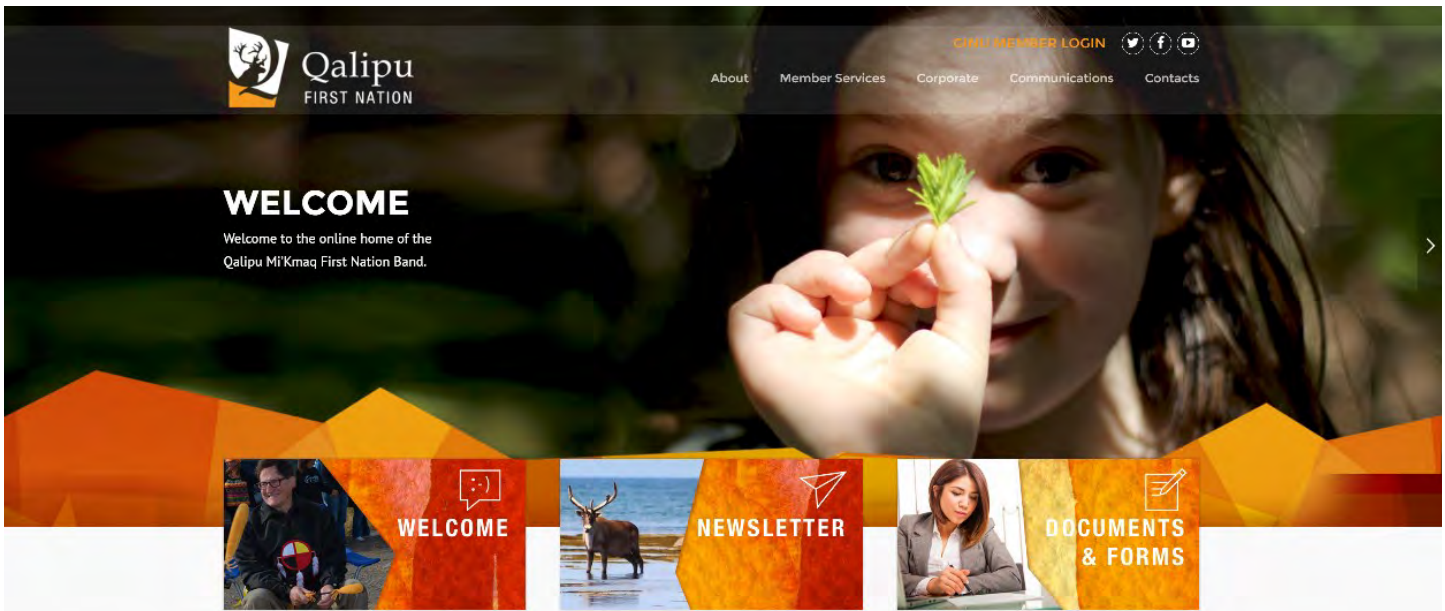 Qalipu
FIRST NATION
GINU MEMBER LOGIN
About Member Services Corporate Communications Contacts
WELCOME
Welcome to the online home of the
Qalipu Mi'Kmaq First Nation Band.
WELCOME
NEWSLETTER
DOCUMENTS
& FORMS